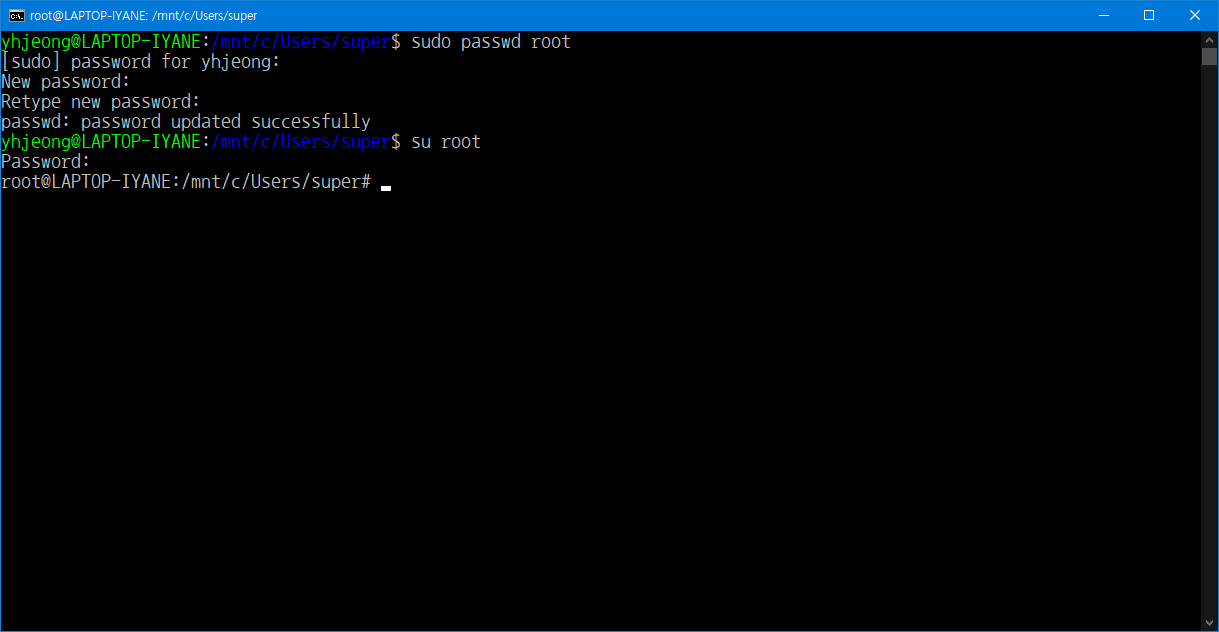 root@LAPTOP-IYANE: /mnt/c/Users/super
yhjeong@LAPTOP-IYANE:/mnt/c/Users/super$ sudo passwd root
[sudo] password for yhjeong:
New password:
Retype new password:
passwd: password updated successfully
yhjeong@LAPTOP-IYANE:/mnt/c/Users/super$ su root
Password:
root@LAPTOP-IYANE:/mnt/c/Users/super#